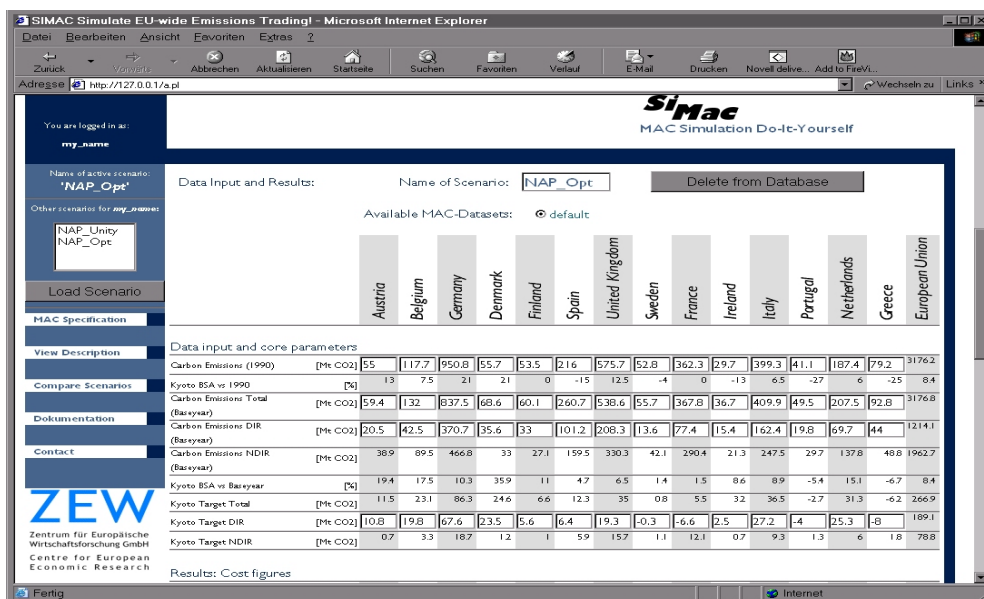 SIMAC Simulate EU-wide Emissions Trading! - Microsoft Internet Explorer
Datei Bearbeiten Ansicht Favoriten Extras ?
Zurück Vorwärts Abbrechen Aktualisieren Startseite Suchen Favoriten Verlauf E-Mail Drucken Novell delive... Add to FireVi...
Adresse http://127.0.0.1/a.pl Wechseln zu Links »
SiMac
MAC Simulation Do-It-Yourself
You are logged in as:
my_name
Name of active scenario:
'NAP_Opt'
Other scenarios for my_name:
NAP_Unity
NAP_Opt
Load Scenario
MAC Specification
View Description
Compare Scenarios
Dokumentation
Contact
ZEW
Zentrum für Europäische
Wirtschaftsforschung GmbH
Centre for European
Economic Research
Data Input and Results: Name of Scenario: NAP_Opt Delete from Database
Available MAC-Datasets: default
Austria Belgium Germany Denmark Finland Spain United Kingdom Sweden France Ireland Italy Portugal Netherlands Greece European Union
Data input and core parameters
Carbon Emissions (1990) [Mt CO2] 55 117.7 950.8 55.7 53.5 216 575.7 52.8 362.3 29.7 399.3 41.1 187.4 79.2 3176.2
Kyoto BSA vs 1990 [%] 13 7.5 21 21 0 -15 12.5 -4 0 -13 6.5 -27 6 -25 8.4
Carbon Emissions Total
(Baseyear) [Mt CO2] 59.4 132 837.5 68.6 60.1 260.7 538.6 55.7 367.8 36.7 409.9 49.5 207.5 92.8 3176.8
Carbon Emissions DIR
(Baseyear) [Mt CO2] 20.5 42.5 370.7 35.6 33 101.2 208.3 13.6 77.4 15.4 162.4 19.8 69.7 44 1214.1
Carbon Emissions NDIR
(Baseyear) [Mt CO2] 38.9 89.5 466.8 33 27.1 159.5 330.3 42.1 290.4 21.3 247.5 29.7 137.8 48.8 1962.7
Kyoto BSA vs Baseyear [%] 19.4 17.5 10.3 35.9 11 4.7 6.5 1.4 1.5 8.6 8.9 -5.4 15.1 -6.7 8.4
Kyoto Target Total [Mt CO2] 11.5 23.1 86.3 24.6 6.6 12.3 35 0.8 5.5 3.2 36.5 -2.7 31.3 -6.2 266.9
Kyoto Target DIR [Mt CO2] 10.8 19.8 67.6 23.5 5.6 6.4 19.3 -0.3 -6.6 2.5 27.2 -4 25.3 -8 189.1
Kyoto Target NDIR [Mt CO2] 0.7 3.3 18.7 1.2 1 5.9 15.7 1.1 12.1 0.7 9.3 1.3 6 1.8 78.8
Results: Cost figures
Fertig Internet